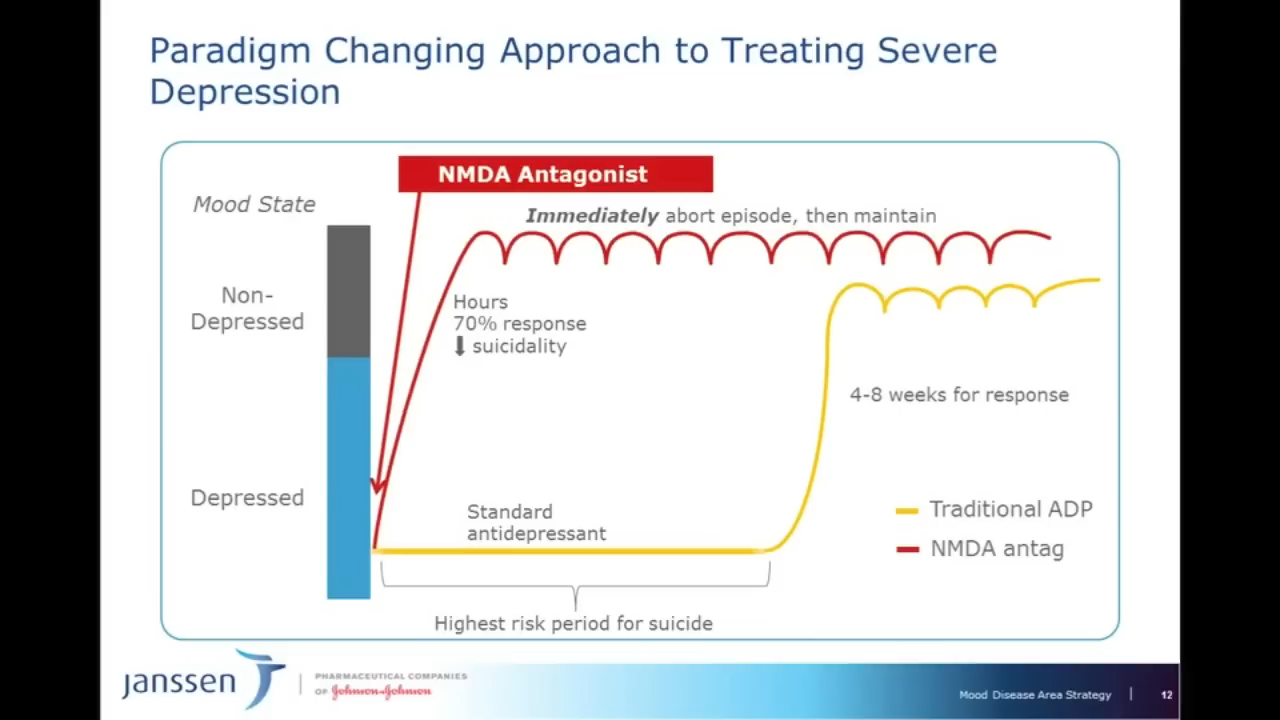 Paradigm Changing Approach to Treating Severe
Depression
NMDA Antagonist
Mood State
Immediately abort episode, then maintain
Non-
Depressed
Hours
70% response
⬇ suicidality
4-8 weeks for response
Depressed
Standard
antidepressant
Traditional ADP
NMDA antag
Highest risk period for suicide
janssen
PHARMACEUTICAL COMPANIES
OF Johnson & Johnson
Mood Disease Area Strategy
12